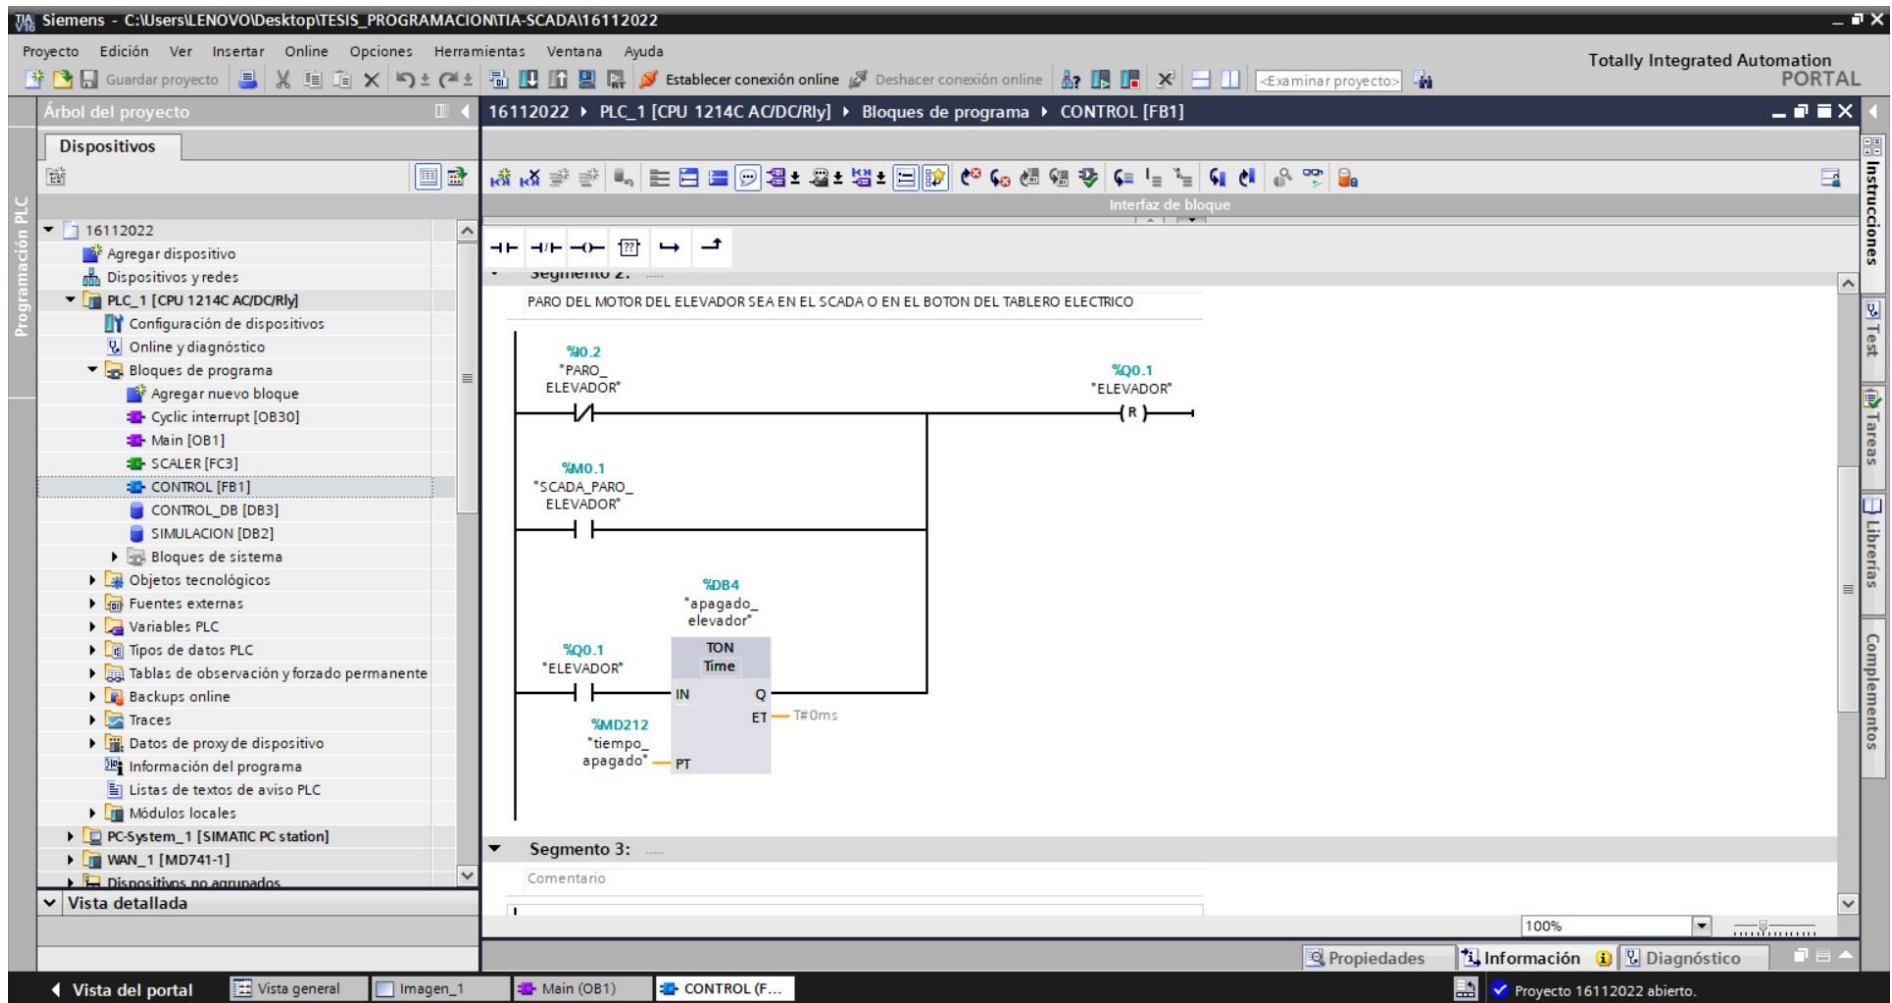 Siemens - C:\Users\LENOVO\Desktop\TESIS_PROGRAMACION\TIA-SCADA\16112022
Proyecto Edición Ver Insertar Online Opciones Herramientas Ventana Ayuda
Totally Integrated Automation
PORTAL
Guardar proyecto Establecer conexión online Deshacer conexión online <Examinar proyecto>
Árbol del proyecto
16112022 PLC_1 [CPU 1214C AC/DC/Rly] Bloques de programa CONTROL [FB1]
Dispositivos
Interfaz de bloque
Programación PLC
16112022
Agregar dispositivo
Dispositivos y redes
PLC_1 [CPU 1214C AC/DC/Rly]
Configuración de dispositivos
Online y diagnóstico
Bloques de programa
Agregar nuevo bloque
Cyclic interrupt [OB30]
Main [OB1]
SCALER [FC3]
CONTROL [FB1]
CONTROL_DB [DB3]
SIMULACION [DB2]
Bloques de sistema
Objetos tecnológicos
Fuentes externas
Variables PLC
Tipos de datos PLC
Tablas de observación y forzado permanente
Backups online
Traces
Datos de proxy de dispositivo
Información del programa
Listas de textos de aviso PLC
Módulos locales
PC-System_1 [SIMATIC PC station]
WAN_1 [MD741-1]
Dispositivos no agrupados
Vista detallada
??
Segmento 2: .....
PARO DEL MOTOR DEL ELEVADOR SEA EN EL SCADA O EN EL BOTON DEL TABLERO ELECTRICO
%I0.2
"PARO_
ELEVADOR"
%Q0.1
"ELEVADOR"
R
%M0.1
"SCADA_PARO_
ELEVADOR"
%DB4
"apagado_
elevador"
TON
Time
%Q0.1
"ELEVADOR"
IN Q
ET T#0ms
%MD212
"tiempo_
apagado" PT
Segmento 3: .....
Comentario
100%
Instrucciones
Test
Tareas
Librerías
Complementos
Propiedades Información Diagnóstico
Vista del portal Vista general Imagen_1 Main (OB1) CONTROL (F... Proyecto 16112022 abierto.